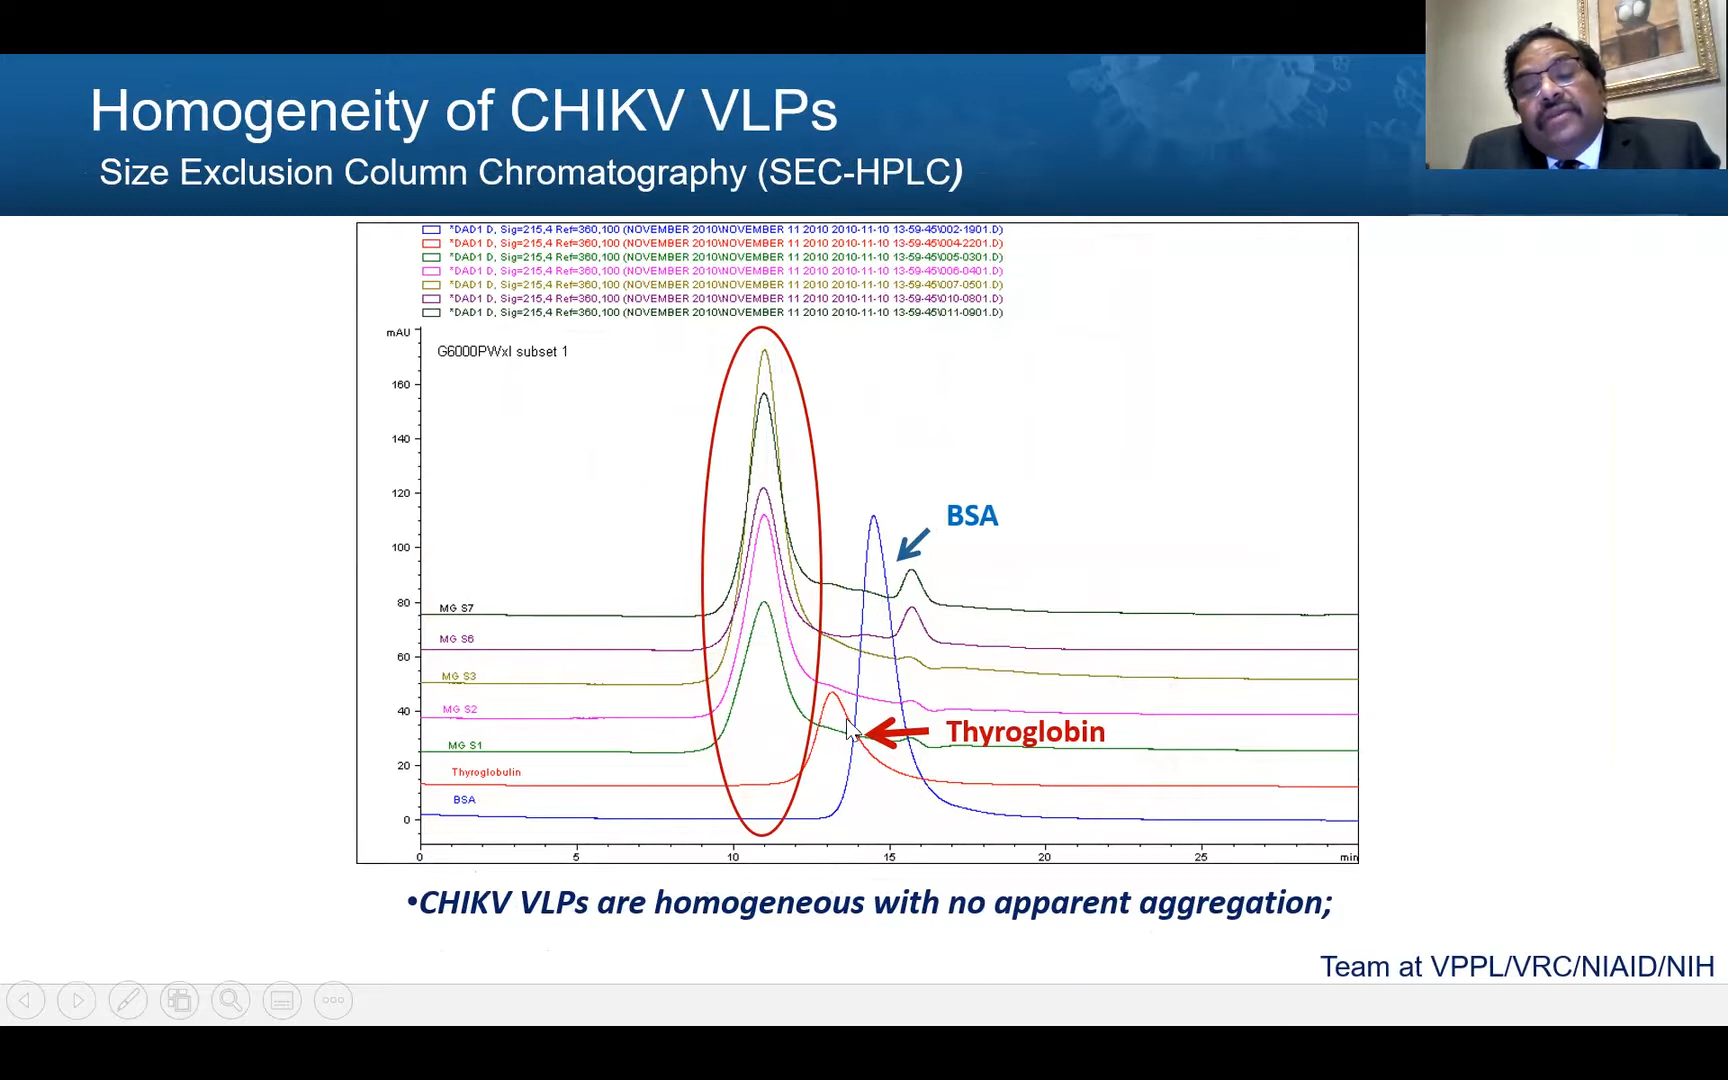 Homogeneity of CHIKV VLPs
Size Exclusion Column Chromatography (SEC-HPLC)
*DAD1 D, Sig=215,4 Ref=360,100 (NOVEMBER 2010\NOVEMBER 11 2010 2010-11-10 13-59-45\002-1901.D)
*DAD1 D, Sig=215,4 Ref=360,100 (NOVEMBER 2010\NOVEMBER 11 2010 2010-11-10 13-59-45\004-2201.D)
*DAD1 D, Sig=215,4 Ref=360,100 (NOVEMBER 2010\NOVEMBER 11 2010 2010-11-10 13-59-45\005-0301.D)
*DAD1 D, Sig=215,4 Ref=360,100 (NOVEMBER 2010\NOVEMBER 11 2010 2010-11-10 13-59-45\006-0401.D)
*DAD1 D, Sig=215,4 Ref=360,100 (NOVEMBER 2010\NOVEMBER 11 2010 2010-11-10 13-59-45\007-0501.D)
*DAD1 D, Sig=215,4 Ref=360,100 (NOVEMBER 2010\NOVEMBER 11 2010 2010-11-10 13-59-45\010-0801.D)
*DAD1 D, Sig=215,4 Ref=360,100 (NOVEMBER 2010\NOVEMBER 11 2010 2010-11-10 13-59-45\011-0901.D)
mAU
G6000PWxl subset 1
160
140
120
BSA
100
80
MG S7
MG S6
60
MG S3
40
MG S2
Thyroglobin
MG S1
20
Thyroglobulin
BSA
0
0 5 10 15 20 25 min
•CHIKV VLPs are homogeneous with no apparent aggregation;
Team at VPPL/VRC/NIAID/NIH